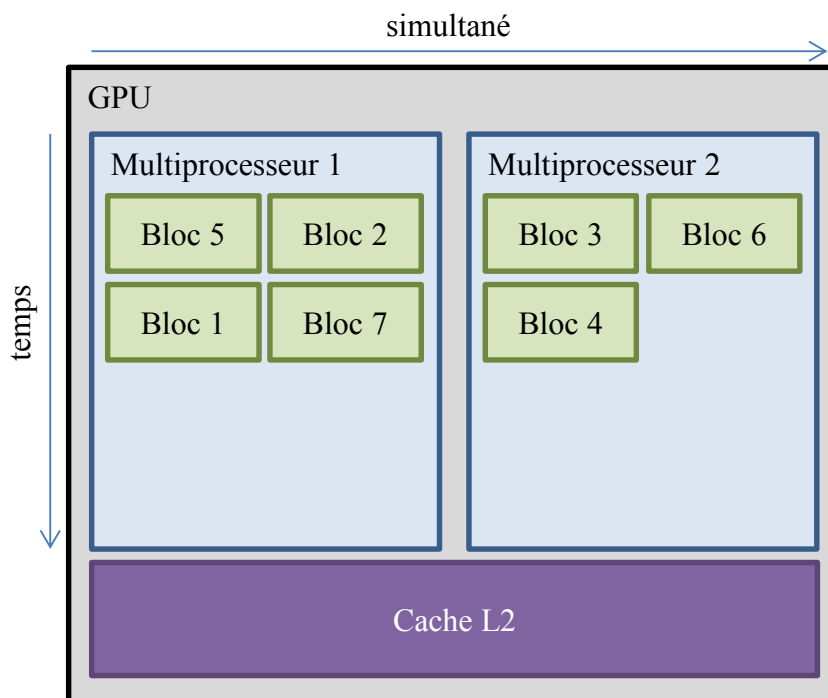 simultané
GPU
temps
Multiprocesseur 1
Bloc 5
Bloc 2
Bloc 1
Bloc 7
Multiprocesseur 2
Bloc 3
Bloc 6
Bloc 4
Cache L2